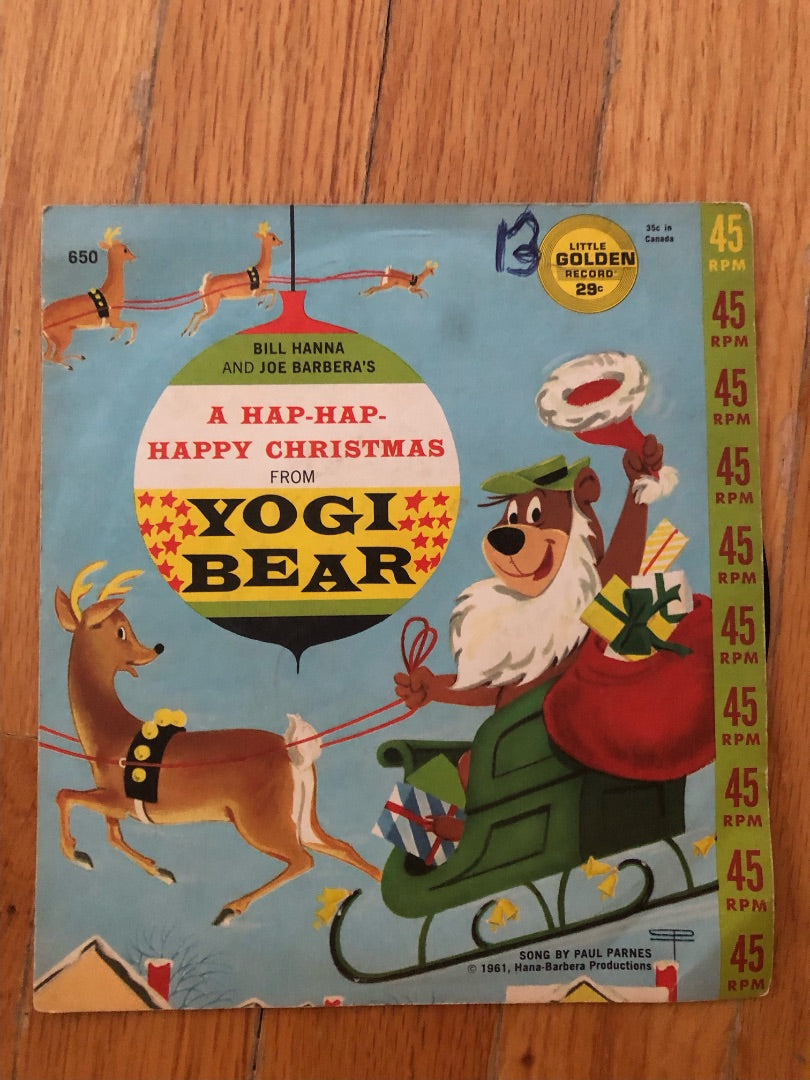 650
BILL HANNA
AND JOE BARBERA'S
A HAP-HAP-
HAPPY CHRISTMAS
FROM
YOGI
BEAR
B
LITTLE
GOLDEN
RECORD
29c
35c in
Canada
45
RPM
45
RPM
45
RPM
45
RPM
45
RPM
45
RPM
45
RPM
45
RPM
45
RPM
45
RPM
SONG BY PAUL PARNES
© 1961, Hana-Barbera Productions